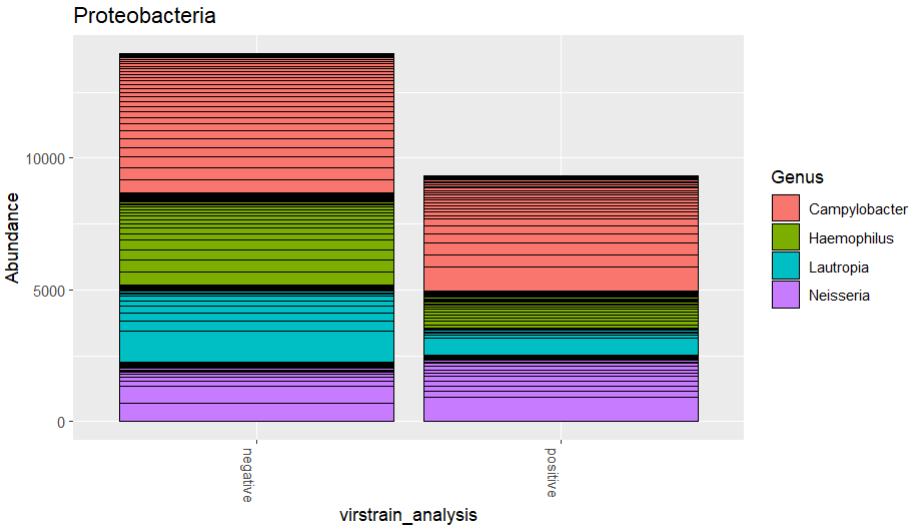 Proteobacteria
Abundance
10000
5000
0
negative
positive
virstrain_analysis
Genus
Campylobacter
Haemophilus
Lautropia
Neisseria